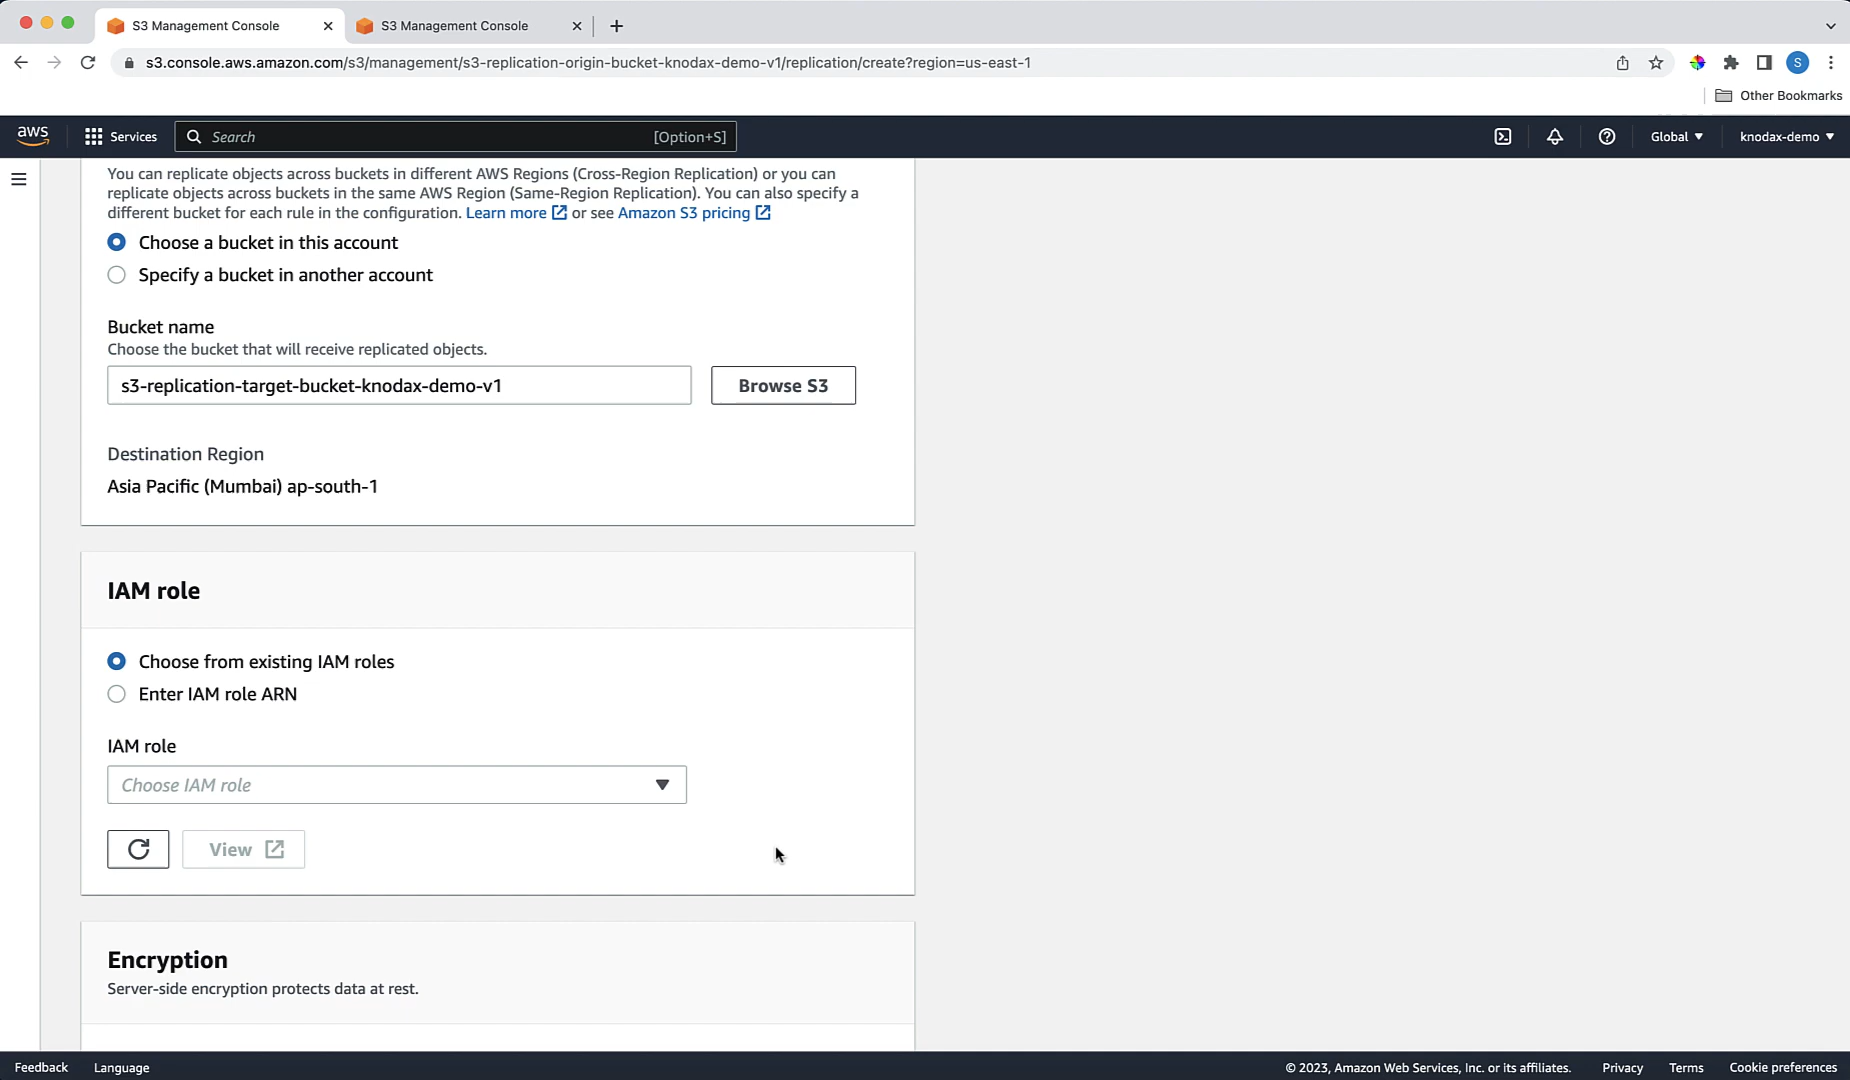 S3 Management Console
S3 Management Console
s3.console.aws.amazon.com/s3/management/s3-replication-origin-bucket-knodax-demo-v1/replication/create?region=us-east-1
S
Other Bookmarks
aws
Services
Search
[Option+S]
Global
knodax-demo
You can replicate objects across buckets in different AWS Regions (Cross-Region Replication) or you can
replicate objects across buckets in the same AWS Region (Same-Region Replication). You can also specify a
different bucket for each rule in the configuration. Learn more or see Amazon S3 pricing
Choose a bucket in this account
Specify a bucket in another account
Bucket name
Choose the bucket that will receive replicated objects.
s3-replication-target-bucket-knodax-demo-v1
Browse S3
Destination Region
Asia Pacific (Mumbai) ap-south-1
IAM role
Choose from existing IAM roles
Enter IAM role ARN
IAM role
Choose IAM role
View
Encryption
Server-side encryption protects data at rest.
Feedback
Language
© 2023, Amazon Web Services, Inc. or its affiliates.
Privacy
Terms
Cookie preferences